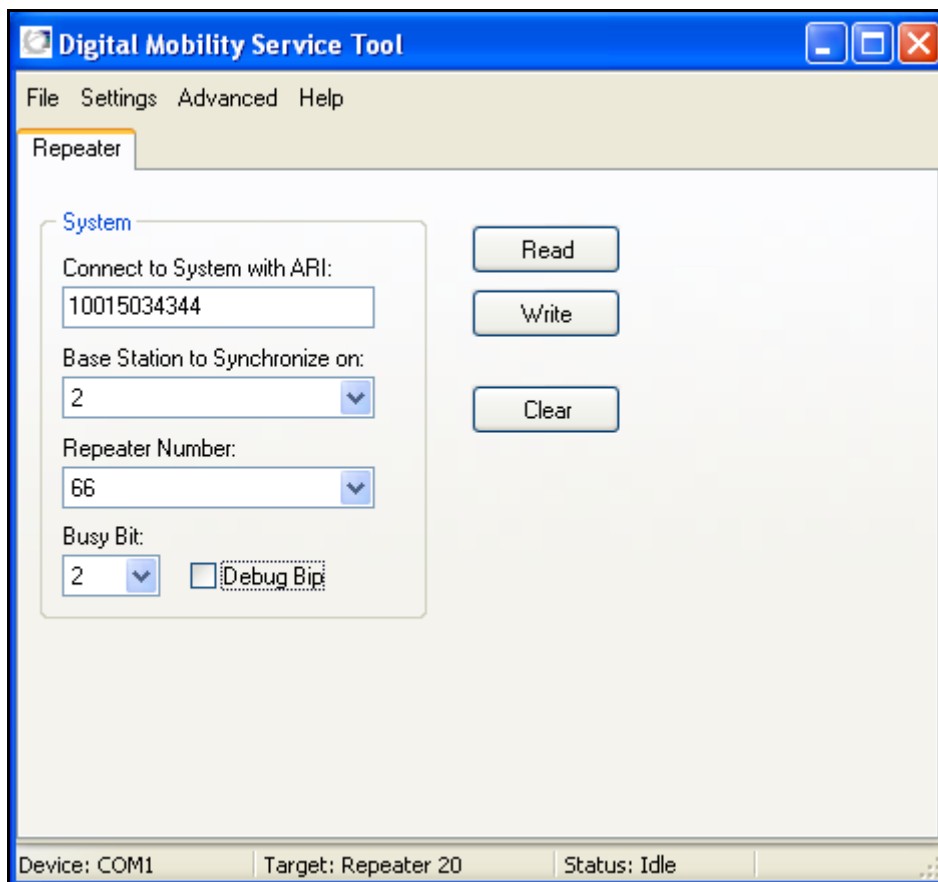 Digital Mobility Service Tool
File Settings Advanced Help
Repeater
System
Connect to System with ARI:
10015034344
Base Station to Synchronize on:
2
Repeater Number:
66
Busy Bit:
2 Debug Bip
Read
Write
Clear
Device: COM1 Target: Repeater 20 Status: Idle